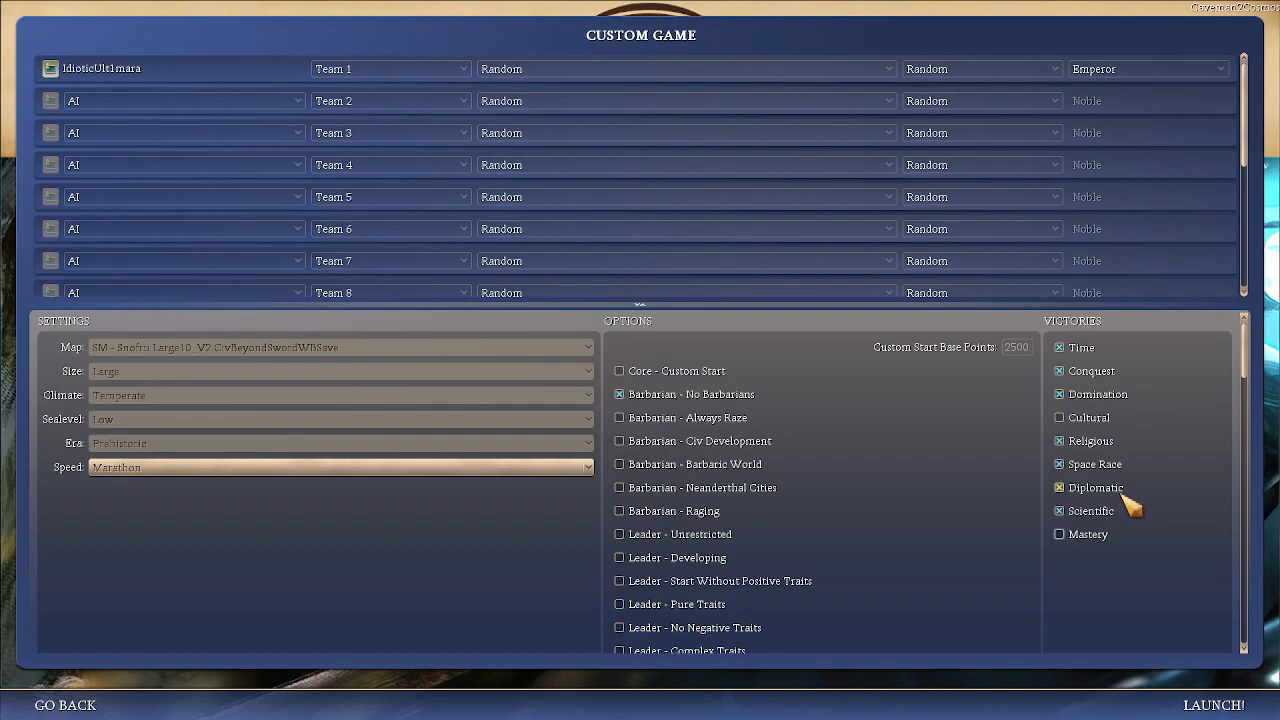 Caveman2Cosmos
CUSTOM GAME
IdioticUlt1mara Team 1 Random Random Emperor
AI Team 2 Random Random Noble
AI Team 3 Random Random Noble
AI Team 4 Random Random Noble
AI Team 5 Random Random Noble
AI Team 6 Random Random Noble
AI Team 7 Random Random Noble
AI Team 8 Random Random Noble
SETTINGS
Map: SM - Snofru Large10_V2.CivBeyondSwordWBSave
Size: Large
Climate: Temperate
Sealevel: Low
Era: Prehistoric
Speed: Marathon
OPTIONS
Custom Start Base Points: 2500
Core - Custom Start
Barbarian - No Barbarians
Barbarian - Always Raze
Barbarian - Civ Development
Barbarian - Barbaric World
Barbarian - Neanderthal Cities
Barbarian - Raging
Leader - Unrestricted
Leader - Developing
Leader - Start Without Positive Traits
Leader - Pure Traits
Leader - No Negative Traits
Leader - Complex Traits
VICTORIES
Time
Conquest
Domination
Cultural
Religious
Space Race
Diplomatic
Scientific
Mastery
GO BACK
LAUNCH!